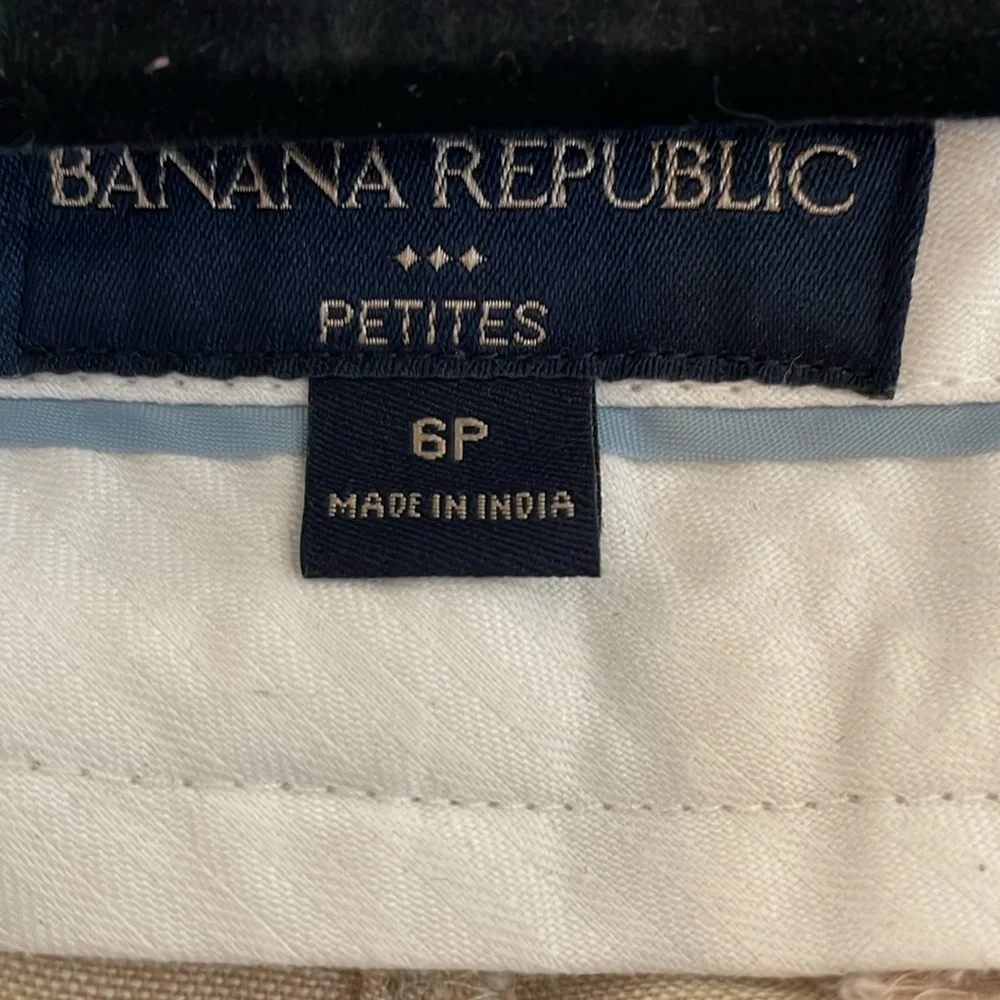 BANANA REPUBLIC
PETITES
6P
MADE IN INDIA